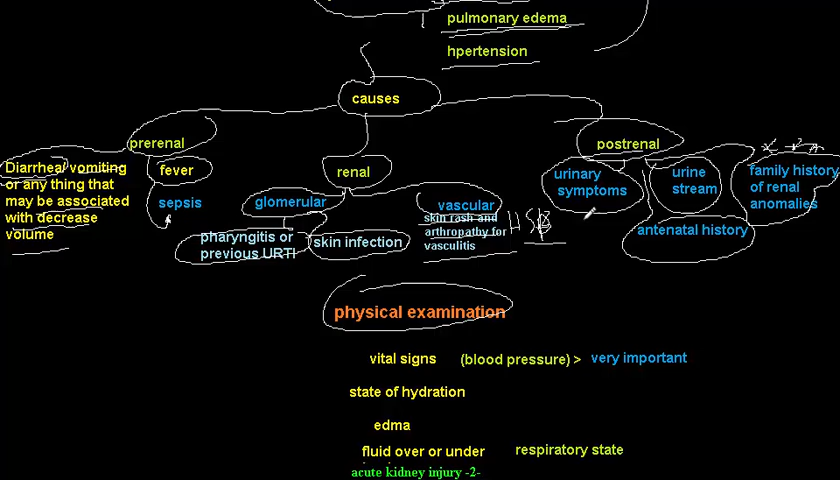 pulmonary edema
hpertension
causes
prerenal
postrenal
Diarrhea/ vomiting
or any thing that
may be associated
with decrease
volume
fever
sepsis
renal
glomerular
vascular
pharyngitis or
previous URTI
skin infection
skin rash and
arthropathy for
vasculitis
HSP
urinary
symptoms
urine
stream
family history
of renal
anomalies
antenatal history
physical examination
vital signs (blood pressure) > very important
state of hydration
edma
fluid over or under respiratory state
acute kidney injury -2-